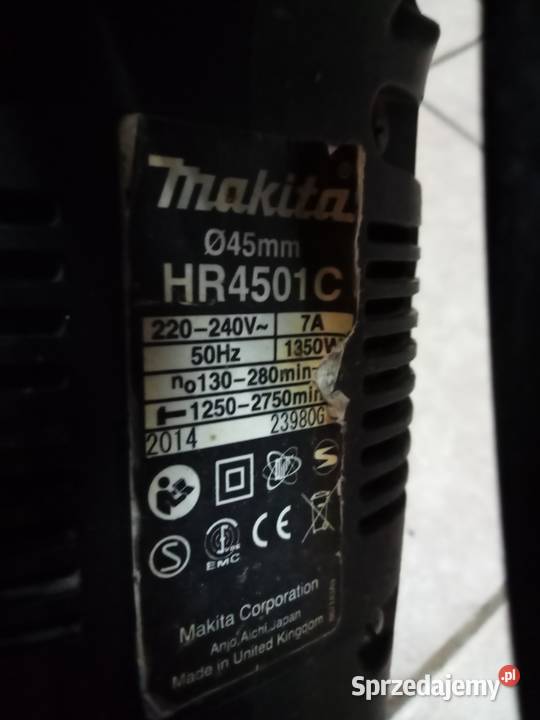 makita
Ø45mm
HR4501C
220-240V~ 7A
50Hz 1350W
n₀130-280min-
1250-2750min
2014 23980G
S
EMC
CE
Makita Corporation
Anjo, Aichi Japan
Made in United Kingdom
Sprzedajemy.pl